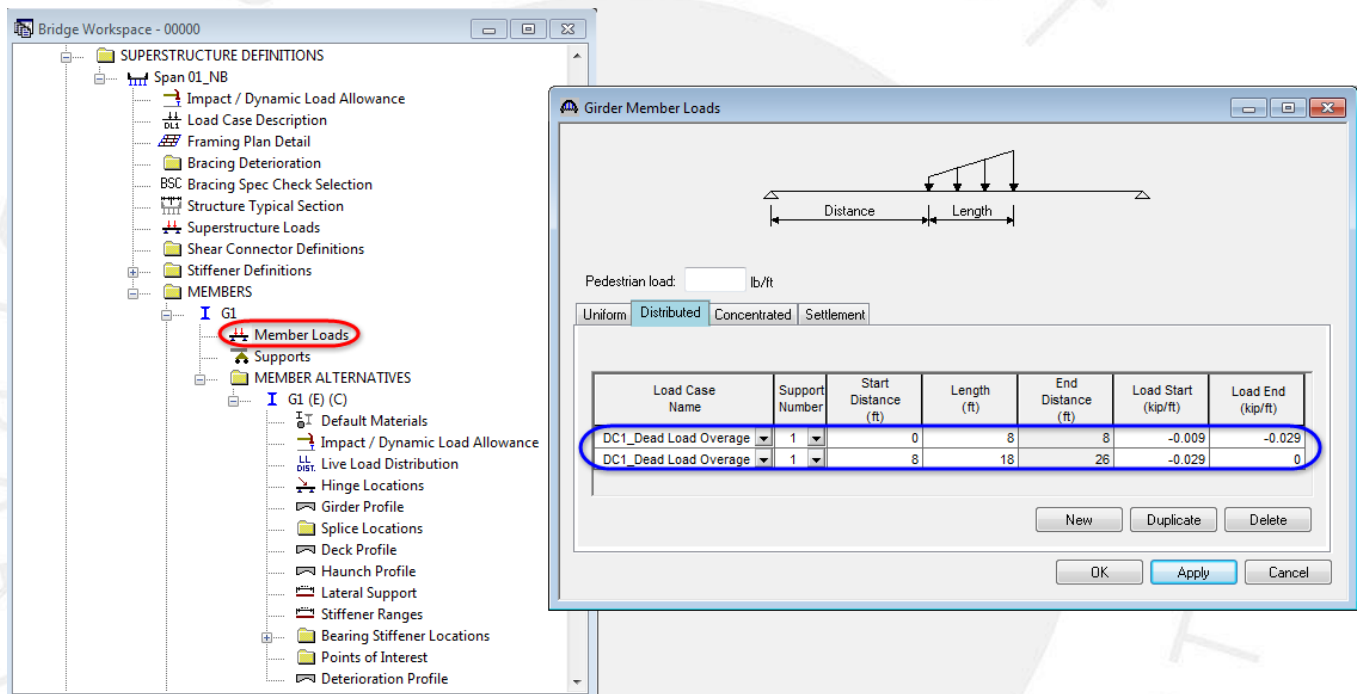 Bridge Workspace - 00000
SUPERSTRUCTURE DEFINITIONS
Span 01_NB
Impact / Dynamic Load Allowance
DL1 Load Case Description
Framing Plan Detail
Bracing Deterioration
BSC Bracing Spec Check Selection
Structure Typical Section
Superstructure Loads
Shear Connector Definitions
Stiffener Definitions
MEMBERS
G1
Member Loads
Supports
MEMBER ALTERNATIVES
G1 (E) (C)
Default Materials
Impact / Dynamic Load Allowance
LL DIST. Live Load Distribution
Hinge Locations
Girder Profile
Splice Locations
Deck Profile
Haunch Profile
Lateral Support
Stiffener Ranges
Bearing Stiffener Locations
Points of Interest
Deterioration Profile
Girder Member Loads
Distance Length
Pedestrian load: lb/ft
Uniform Distributed Concentrated Settlement
Load Case Name Support Number Start Distance (ft) Length (ft) End Distance (ft) Load Start (kip/ft) Load End (kip/ft)
DC1_Dead Load Overage 1 0 8 8 -0.009 -0.029
DC1_Dead Load Overage 1 8 18 26 -0.029 0
New Duplicate Delete
OK Apply Cancel